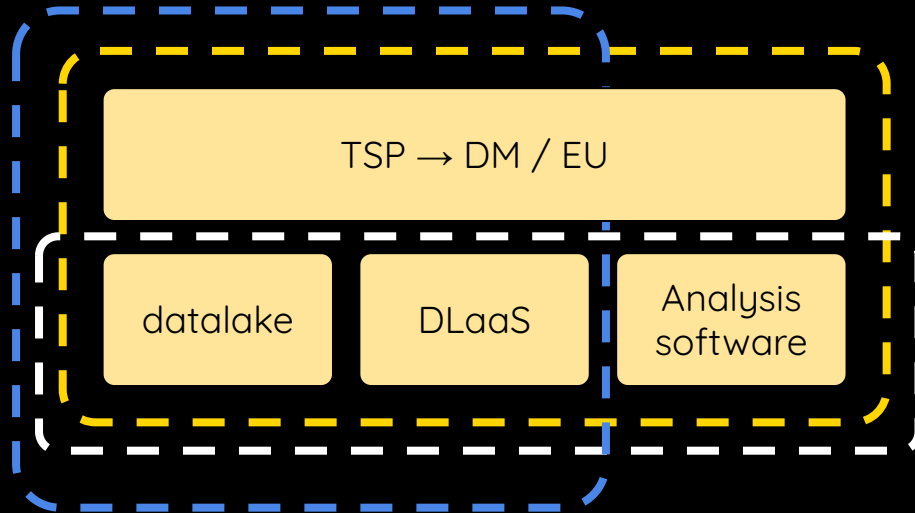 TSP → DM / EU
datalake
DLaaS
Analysis
software